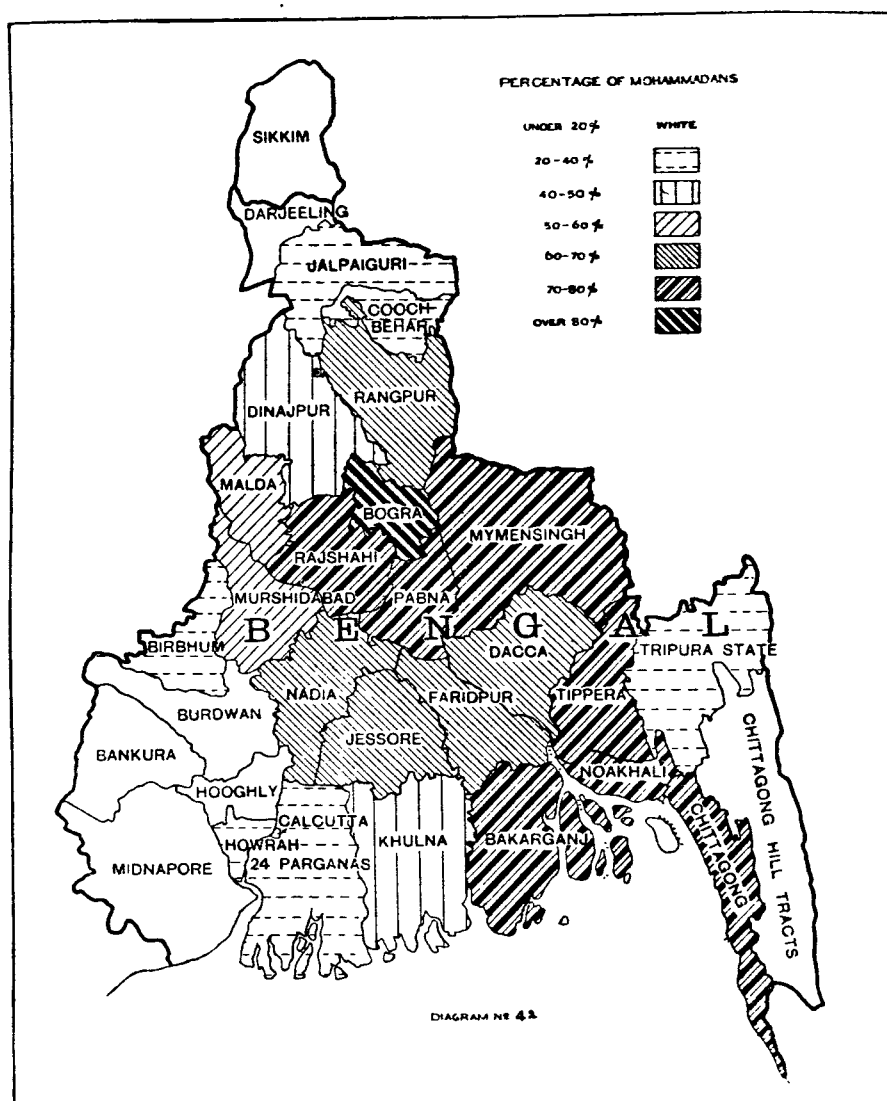 PERCENTAGE OF MOHAMMADANS
UNDER 20% WHITE
20-40%
40-50%
50-60%
60-70%
70-80%
OVER 80%
SIKKIM
DARJEELING
JALPAIGURI
COOCH
BEHAR
DINAJPUR
RANGPUR
MALDA
BOGRA
MYMENSINGH
RAJSHAHI
MURSHIDABAD
PABNA
BENGAL
BIRBHUM
DACCA
TRIPURA STATE
NADIA
FARIDPUR
TIPPERA
BURDWAN
JESSORE
BANKURA
NOAKHALI
HOOGHLY
CALCUTTA
HOWRAH
24 PARGANAS
KHULNA
BAKARGANJ
MIDNAPORE
CHITTAGONG
CHITTAGONG HILL TRACTS
DIAGRAM Nº 42